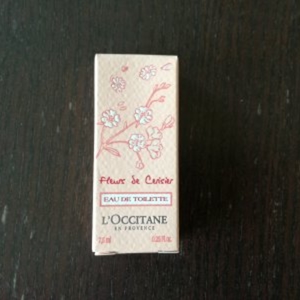 Fleurs de Cerisier
EAU DE TOILETTE
L'OCCITANE
EN PROVENCE